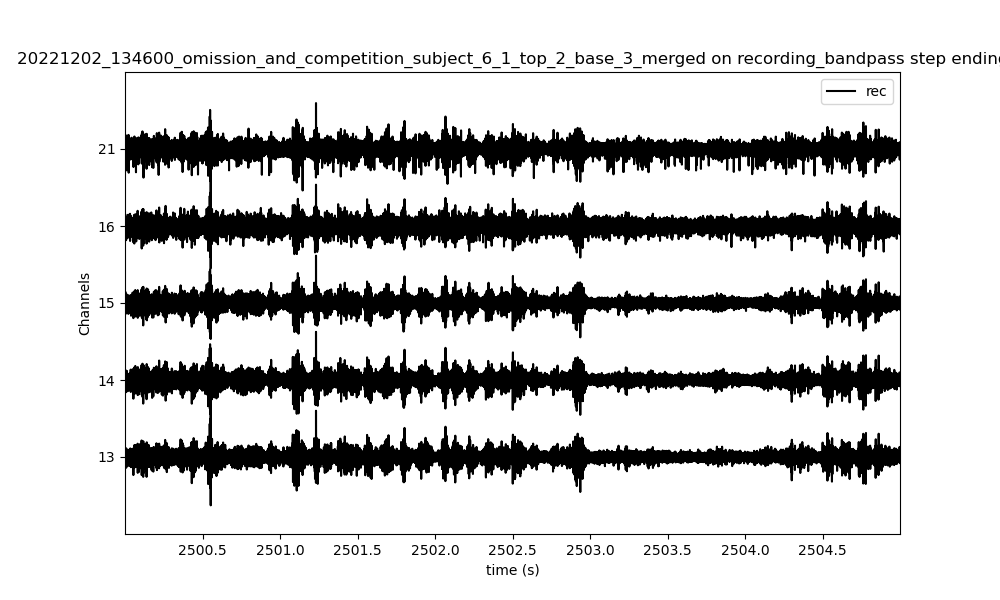 20221202_134600_omission_and_competition_subject_6_1_top_2_base_3_merged on recording_bandpass step
rec
21
16
15
14
13
Channels
2500.5 2501.0 2501.5 2502.0 2502.5 2503.0 2503.5 2504.0 2504.5
time (s)